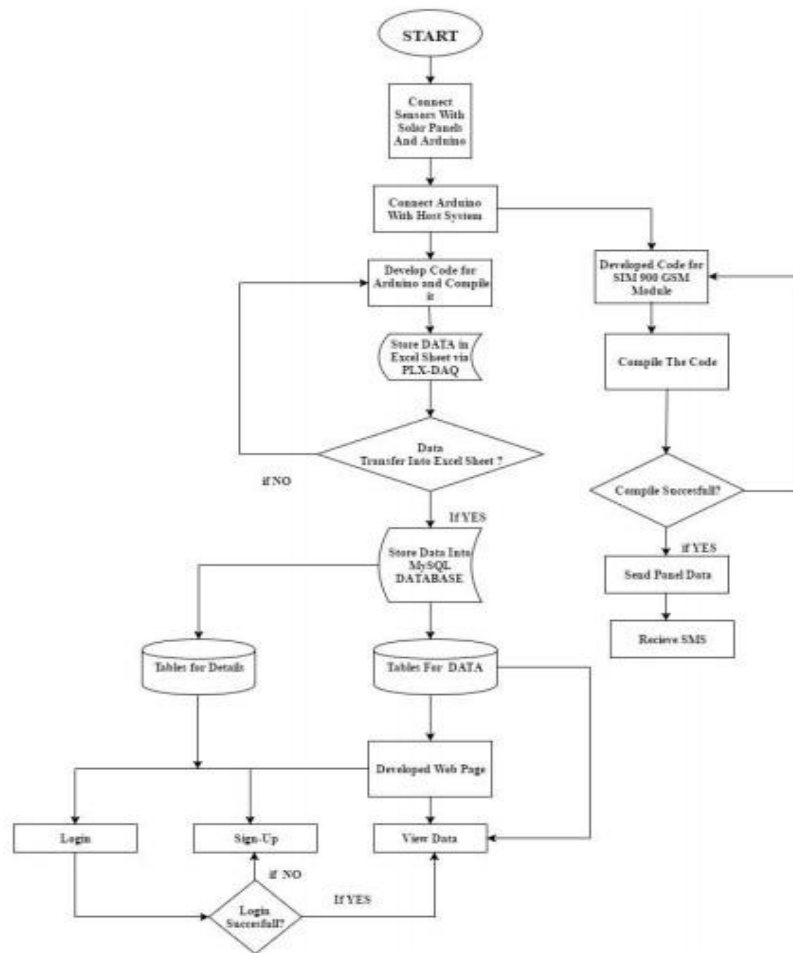 START
Connect
Sensors With
Solar Panels
And Arduino
Connect Arduino
With Host System
Develop Code for
Arduino and Compile
it
Developed Code for
SIM 900 GSM
Module
Store DATA in
Excel Sheet via
PLX-DAQ
Compile The Code
Data
Transfer Into Excel Sheet ?
if NO
Compile Succesfull?
If YES
if YES
Store Data Into
MySQL
DATABASE
Send Panel Data
Recieve SMS
Tables for Details
Tables For DATA
Developed Web Page
Login
Sign-Up
View Data
if NO
If YES
Login
Succesfull?